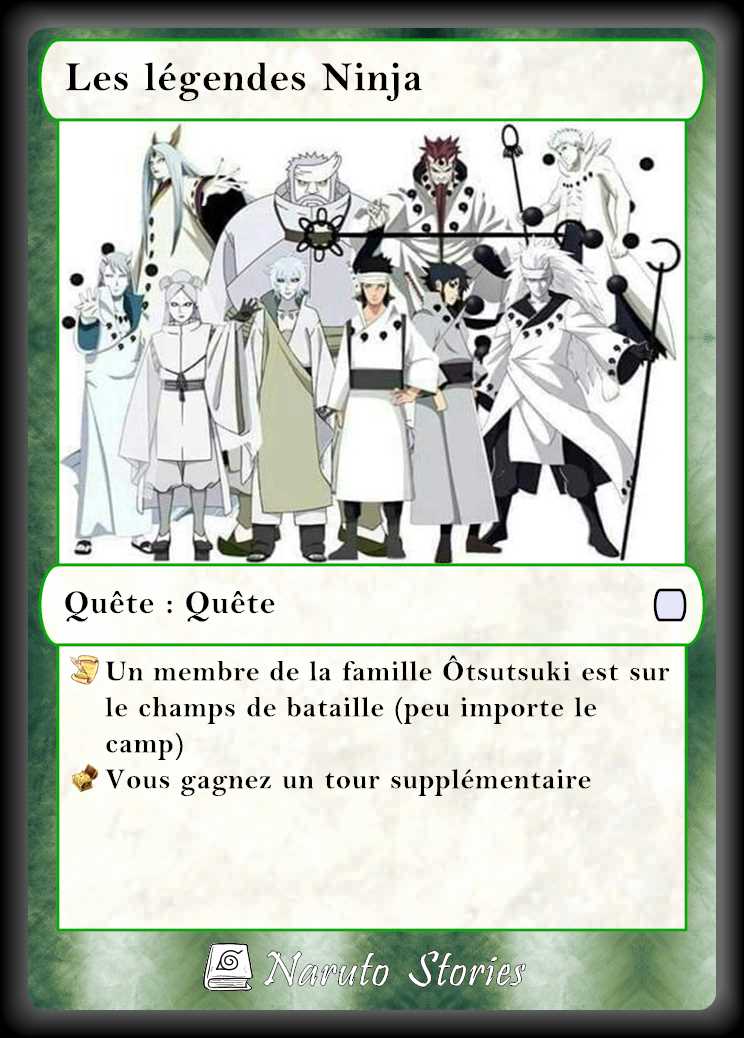 Les légendes Ninja
Quête : Quête
Un membre de la famille Ôtsutsuki est sur
le champs de bataille (peu importe le
camp)
Vous gagnez un tour supplémentaire
Naruto Stories